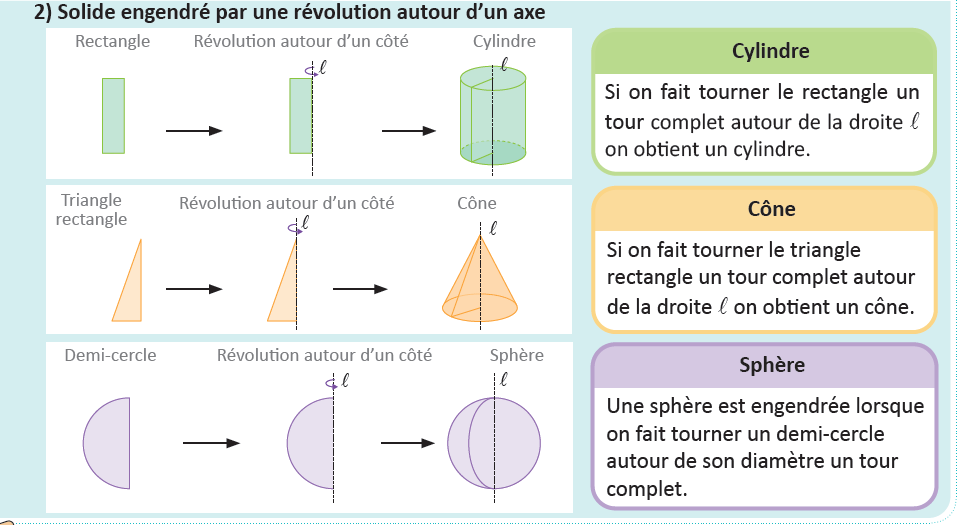 2) Solide engendré par une révolution autour d'un axe
Rectangle
Révolution autour d'un côté
Cylindre
ℓ
ℓ
Cylindre
Si on fait tourner le rectangle un
tour complet autour de la droite ℓ
on obtient un cylindre.
Triangle
rectangle
Révolution autour d'un côté
Cône
ℓ
ℓ
Cône
Si on fait tourner le triangle
rectangle un tour complet autour
de la droite ℓ on obtient un cône.
Demi-cercle
Révolution autour d'un côté
Sphère
ℓ
ℓ
Sphère
Une sphère est engendrée lorsque
on fait tourner un demi-cercle
autour de son diamètre un tour
complet.